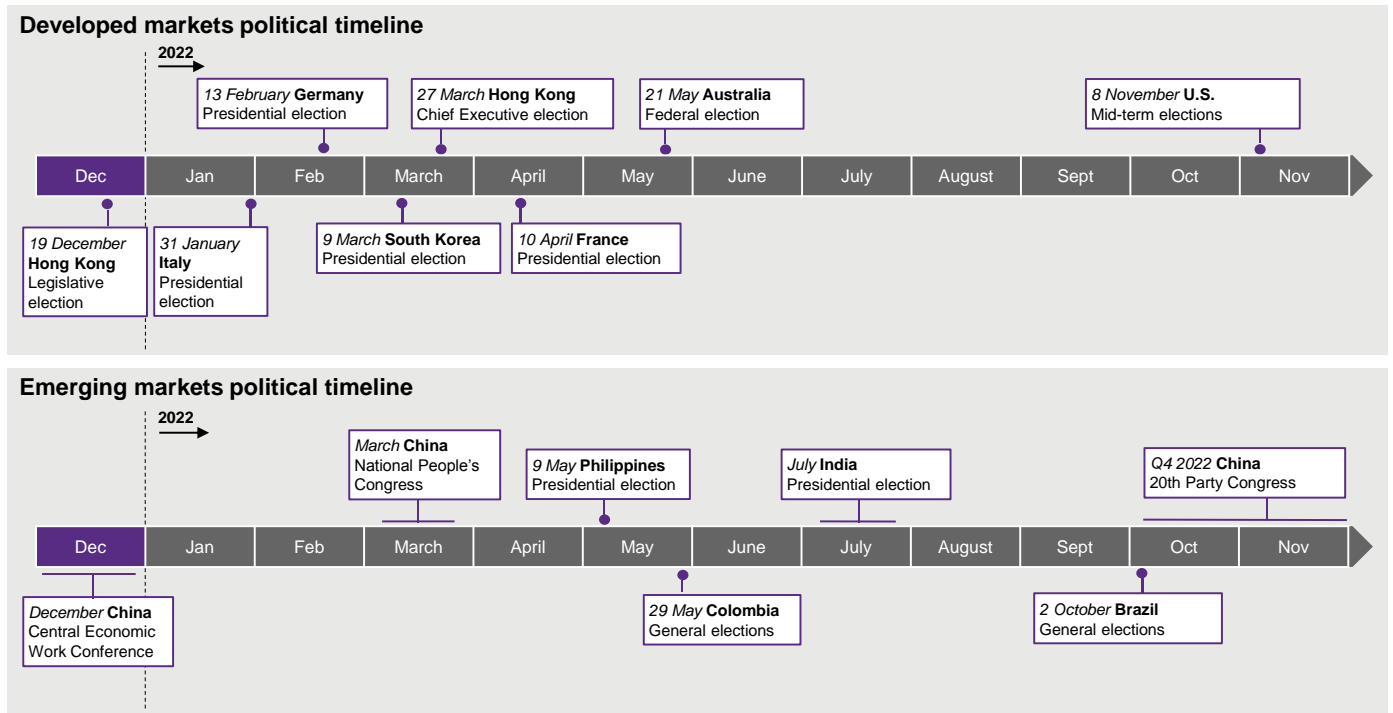 Developed markets political timeline
2022
13 February Germany
Presidential election
27 March Hong Kong
Chief Executive election
21 May Australia
Federal election
8 November U.S.
Mid-term elections
Dec
Jan
Feb
March
April
May
June
July
August
Sept
Oct
Nov
19 December
Hong Kong
Legislative
election
31 January
Italy
Presidential
election
9 March South Korea
Presidential election
10 April France
Presidential election
Emerging markets political timeline
2022
March China
National People's
Congress
9 May Philippines
Presidential election
July India
Presidential election
Q4 2022 China
20th Party Congress
Dec
Jan
Feb
March
April
May
June
July
August
Sept
Oct
Nov
December China
Central Economic
Work Conference
29 May Colombia
General elections
2 October Brazil
General elections